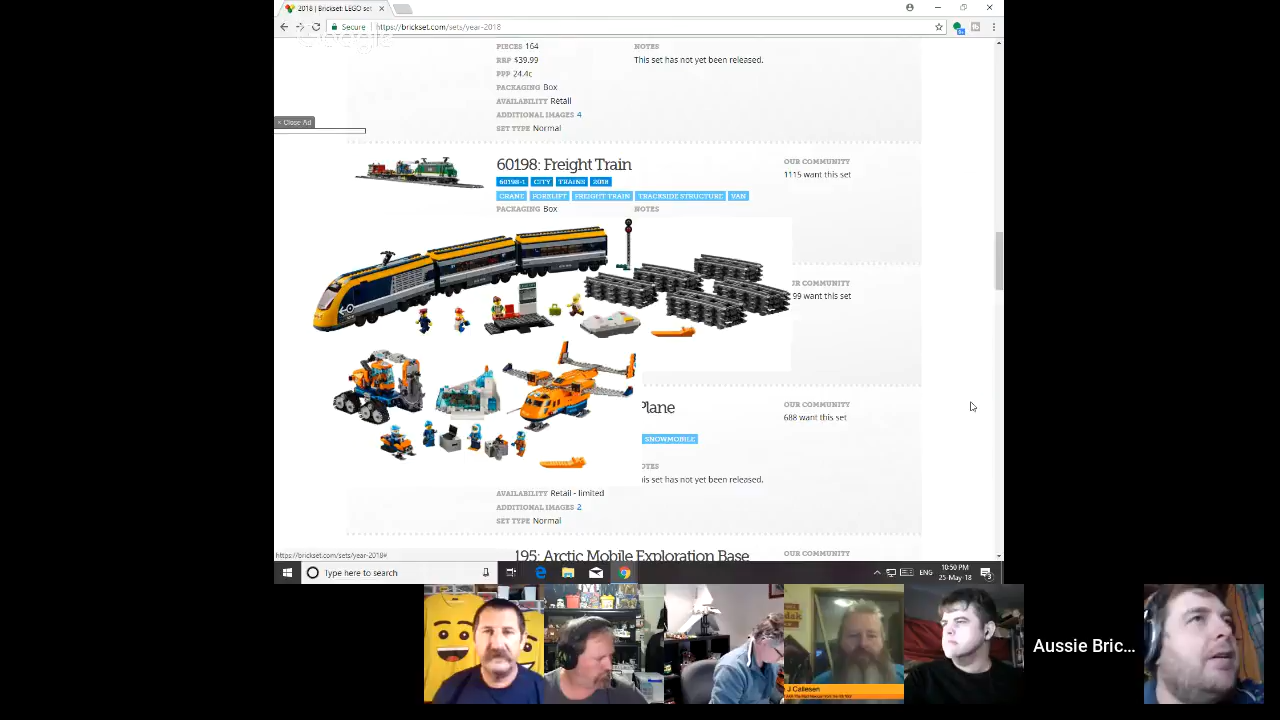 2018 | Brickset: LEGO set
Secure
https://brickset.com/sets/year-2018
Google
PIECES 164
NOTES
RRP $39.99
This set has not yet been released.
PPP 24.4c
PACKAGING Box
AVAILABILITY Retail
× Close Ad
ADDITIONAL IMAGES 4
SET TYPE Normal
60198: Freight Train
OUR COMMUNITY
1115 want this set
60198-1 CITY TRAINS 2018
CRANE FORKLIFT FREIGHT TRAIN TRACKSIDE STRUCTURE VAN
PACKAGING Box
NOTES
OUR COMMUNITY
99 want this set
Plane
OUR COMMUNITY
688 want this set
SNOWMOBILE
NOTES
his set has not yet been released.
AVAILABILITY Retail - limited
ADDITIONAL IMAGES 2
SET TYPE Normal
195: Arctic Mobile Exploration Base
OUR COMMUNITY
https://brickset.com/sets/year-2018#
Type here to search
ENG
10:50 PM
25-May-18
3
Aussie Bric...
J Callesen